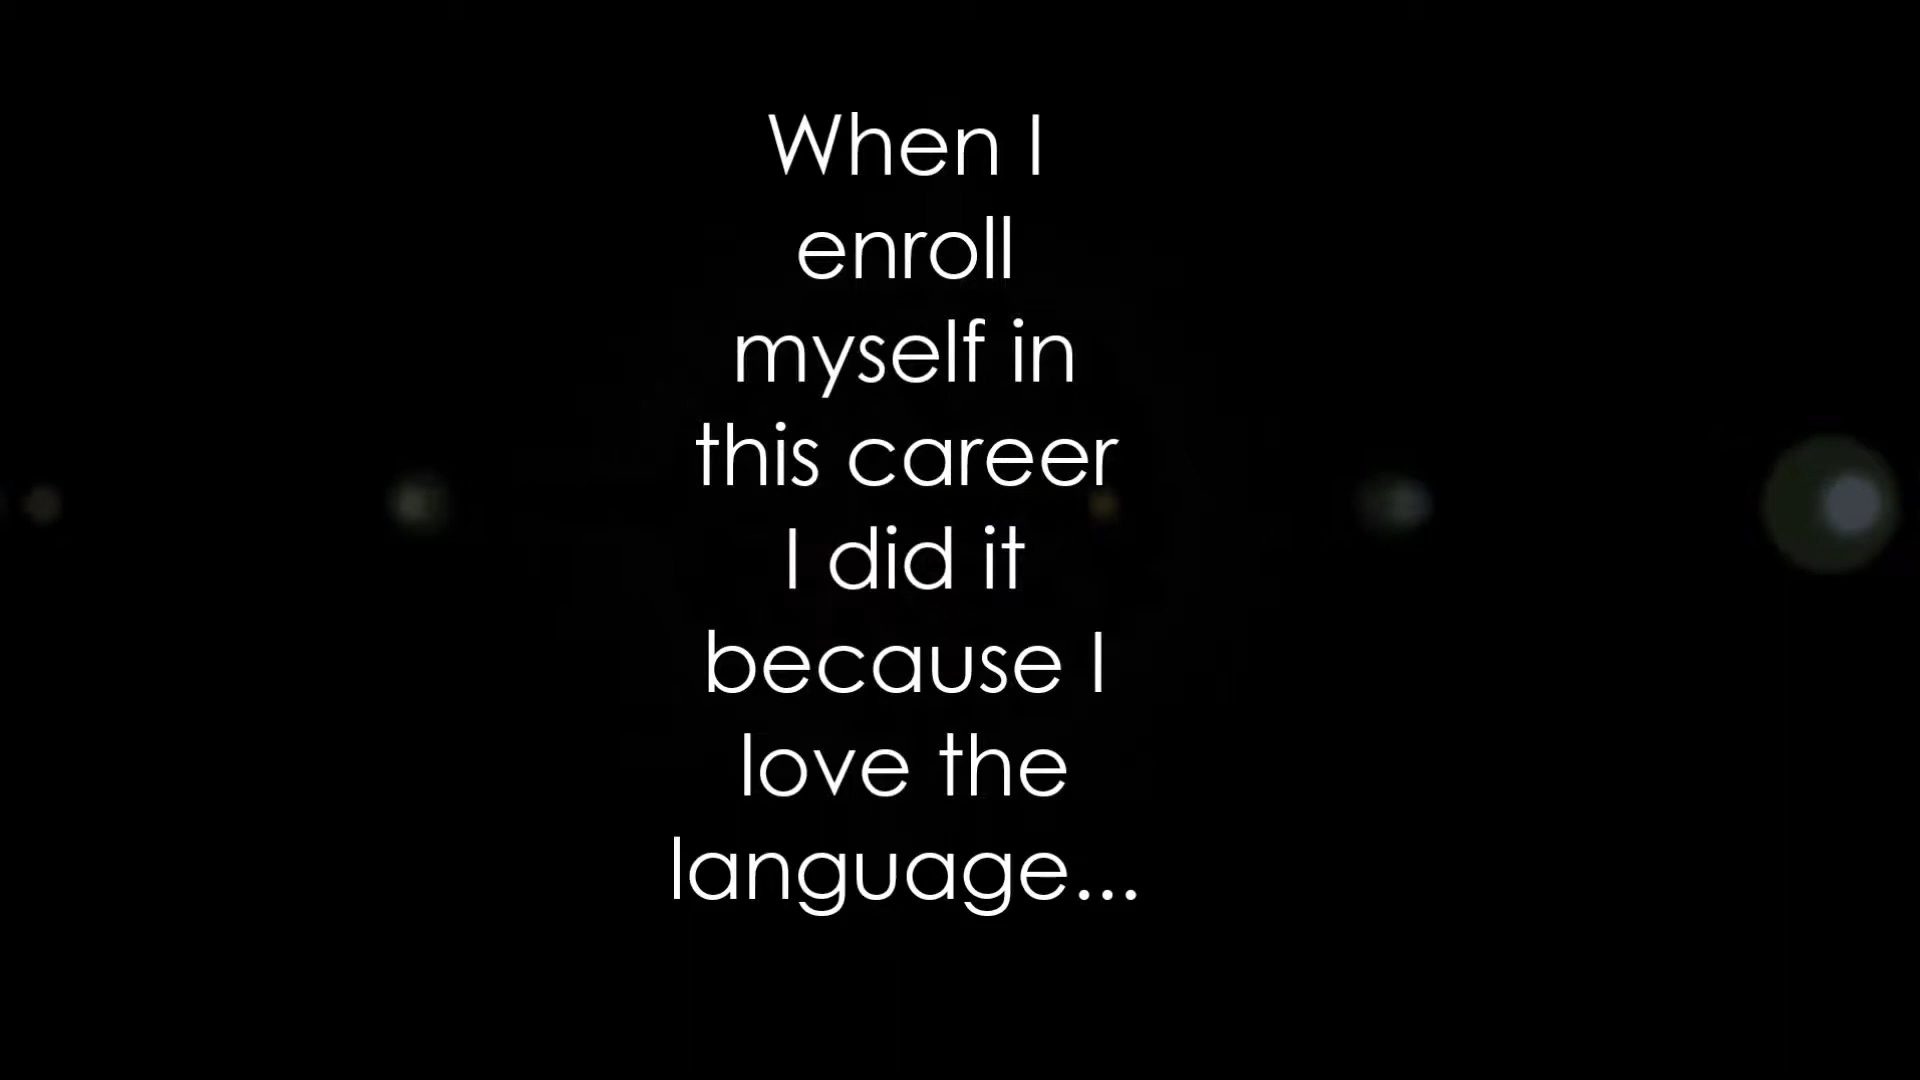 When I
enroll
myself in
this career
I did it
because I
love the
language...